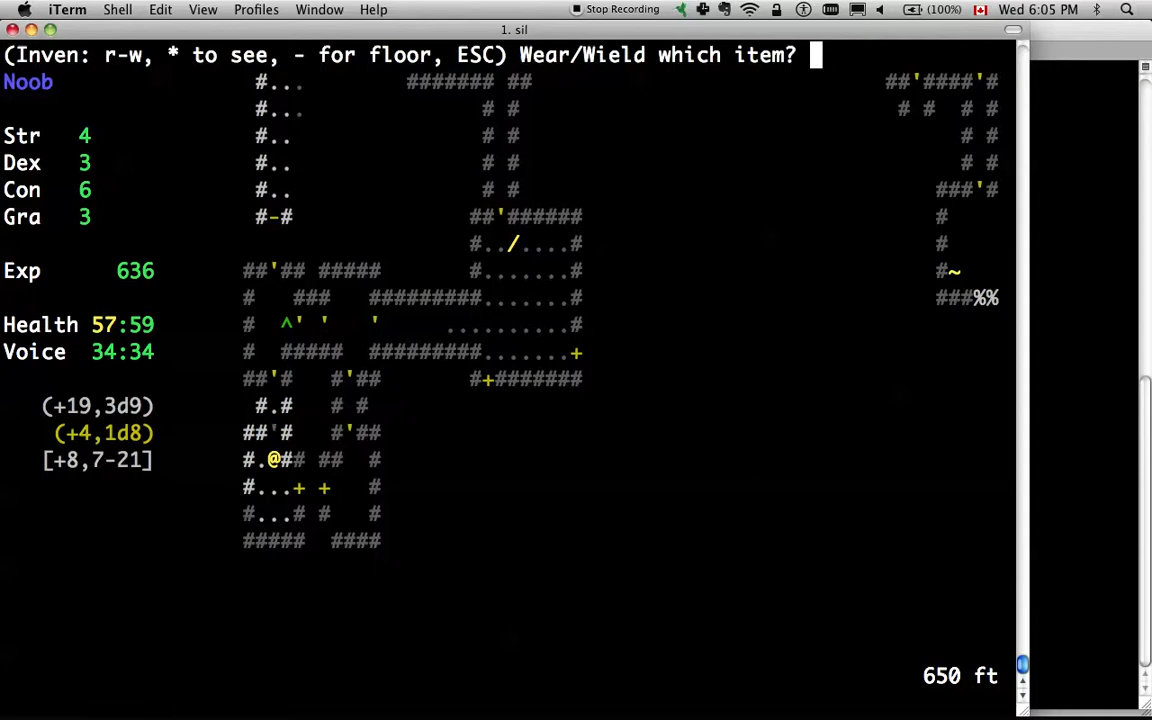 iTerm Shell Edit View Profiles Window Help Stop Recording (100%) Wed 6:05 PM
1. sil
(Inven: r-w, * to see, - for floor, ESC) Wear/Wield which item?
Noob #... ####### ## ##'####'#
#... # # # # # #
Str 4 #.. # # # #
Dex 3 #.. # # # #
Con 6 #.. # # ###'#
Gra 3 #-# ##'###### #
#../....# #
Exp 636 ##'## ##### #.......# #~
# ### #########.......# ###%%
Health 57:59 # ^' ' ' ..........#
Voice 34:34 # ##### #########.......+
##'# #'## #+#######
(+19,3d9) #.# # #
(+4,1d8) ##'# #'##
[+8,7-21] #.@## ## #
#...+ + #
#...# # #
##### ####
650 ft